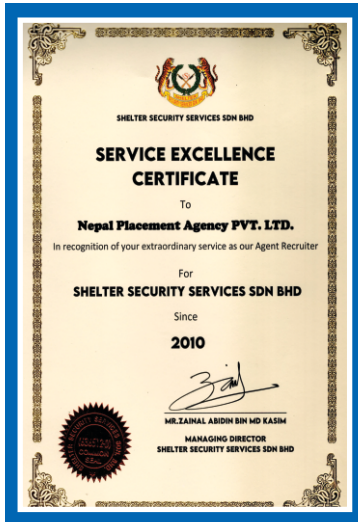 SHELTER SECURITY SERVICES SDN BHD
SERVICE EXCELLENCE
CERTIFICATE
To
Nepal Placement Agency PVT. LTD.
In recognition of your extraordinary service as our Agent Recruiter
For
SHELTER SECURITY SERVICES SDN BHD
Since
2010
MR.ZAINAL ABIDIN BIN MD KASIM
MANAGING DIRECTOR
SHELTER SECURITY SERVICES SDN BHD
COMMON
SEAL